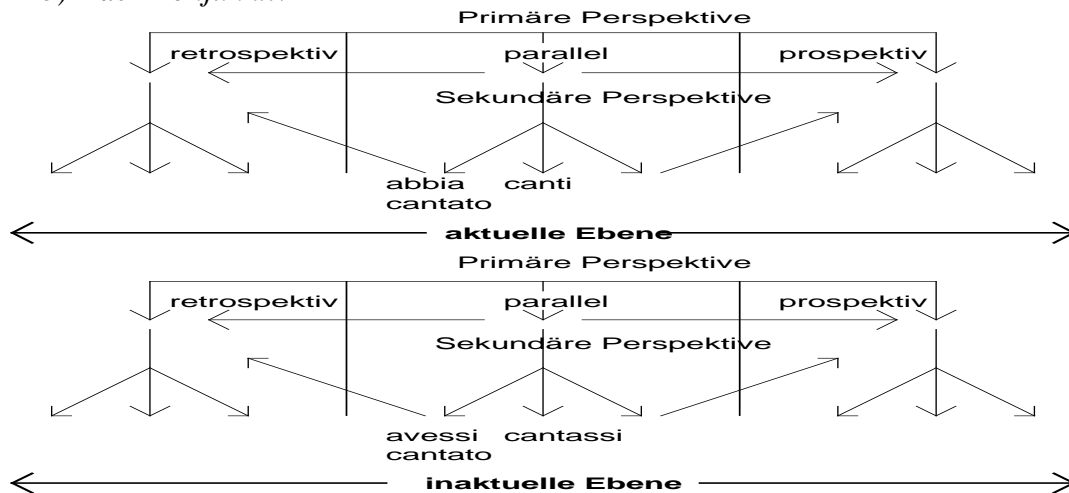 Primäre Perspektive
retrospektiv parallel prospektiv
Sekundäre Perspektive
abbia canti
cantato
aktuelle Ebene
Primäre Perspektive
retrospektiv parallel prospektiv
Sekundäre Perspektive
avessi cantassi
cantato
inaktuelle Ebene